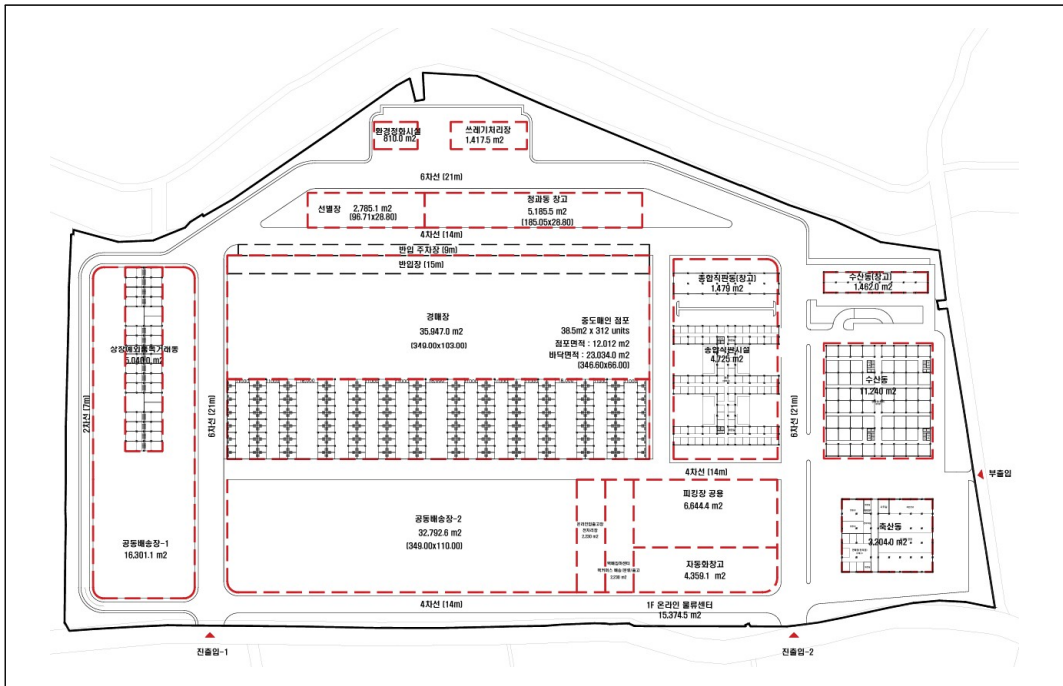 환경정화시설
810.0 m2
쓰레기처리장
1,417.5 m2
6차선 (21m)
선별장
2,785.1 m2
(96.71x28.80)
청과동 창고
5,185.5 m2
(185.05x28.80)
4차선 (14m)
반입 주차장 (9m)
반입장 (15m)
경매장
35,947.0 m2
(349.00x103.00)
중도매인 점포
38.5m2 x 312 units
점포면적 : 12,012 m2
바닥면적 : 23,034.0 m2
(346.60x66.00)
종합직판동(창고)
1,479 m2
종합직판시설
4,725 m2
수산동(창고)
1,462.0 m2
수산동
11,240 m2
상장예외품목거래동
5,040.0 m2
2차선 (7m)
6차선 (21m)
6차선 (21m)
4차선 (14m)
부출입
공동배송장-1
16,301.1 m2
공동배송장-2
32,792.6 m2
(349.00x110.00)
피킹장 공용
6,644.4 m2
자동화창고
4,359.1 m2
축산동
3,204.0 m2
4차선 (14m)
1F 온라인 물류센터
15,374.5 m2
진출입-1
진출입-2